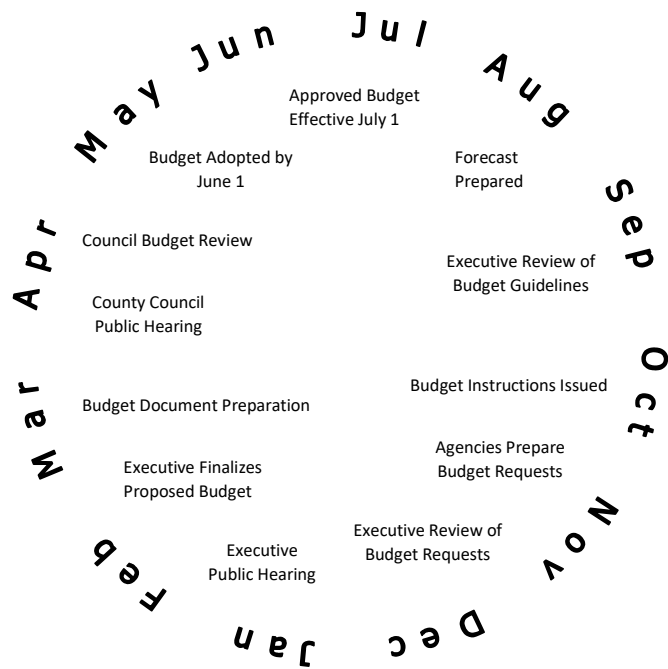 Jul
Aug
Sep
Oct
Nov
Dec
Jan
Feb
Mar
Apr
May
Jun
Approved Budget
Effective July 1
Forecast
Prepared
Executive Review of
Budget Guidelines
Budget Instructions Issued
Agencies Prepare
Budget Requests
Executive Review of
Budget Requests
Executive
Public Hearing
Executive Finalizes
Proposed Budget
Budget Document Preparation
County Council
Public Hearing
Council Budget Review
Budget Adopted by
June 1